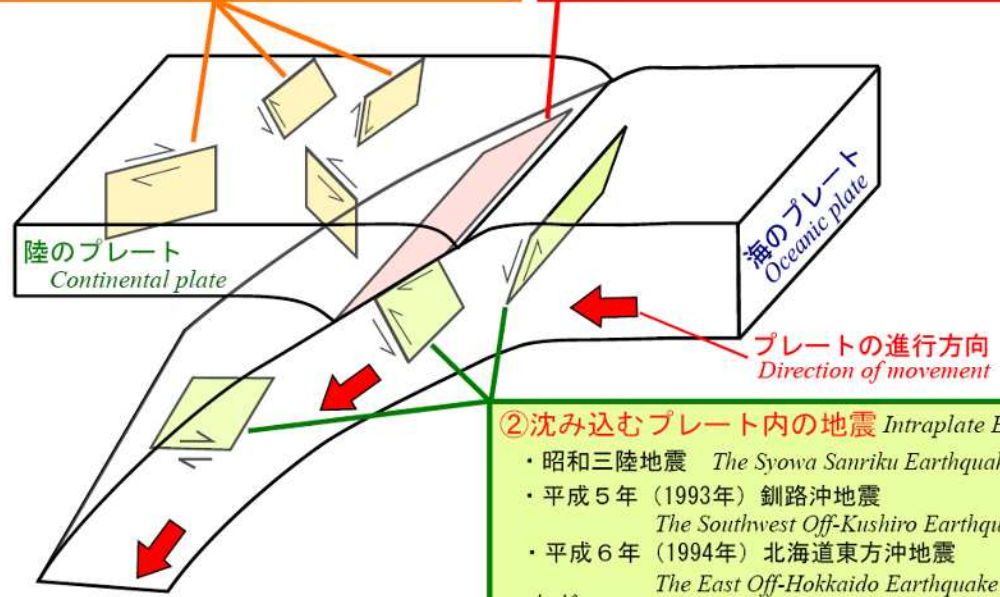 陸のプレート
Continental plate
海のプレート
Oceanic plate
プレートの進行方向
Direction of movement
②沈み込むプレート内の地震 Intraplate
・昭和三陸地震 The Syowa Sanriku
・平成5年（1993年）釧路沖地震
The Southwest Off-Kushiro
・平成6年（1994年）北海道東方沖地震
The East Off-Hokkaido Earthquake